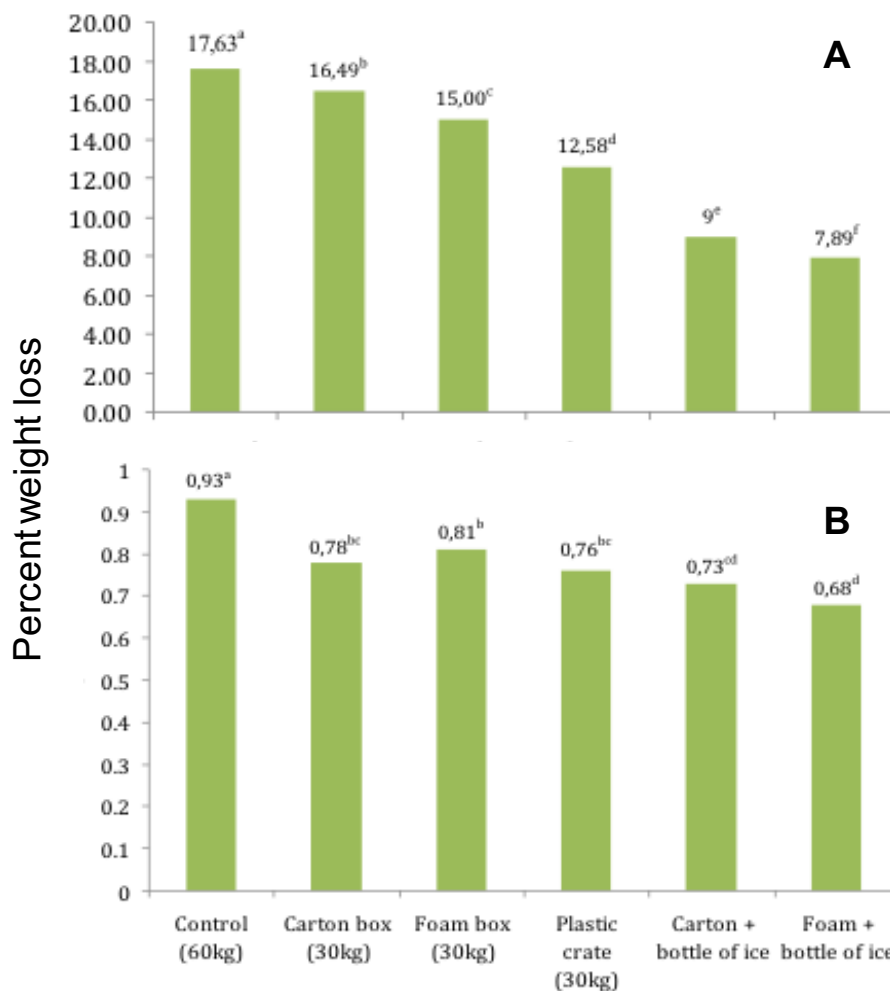 Percent weight loss
A
20.00
18.00
16.00
14.00
12.00
10.00
8.00
6.00
4.00
2.00
0.00
17,63ᵃ
16,49ᵇ
15,00ᶜ
12,58ᵈ
9ᵉ
7,89ᶠ
B
1
0.9
0.8
0.7
0.6
0.5
0.4
0.3
0.2
0.1
0
0,93ᵃ
0,78ᵇᶜ
0,81ᵇ
0,76ᵇᶜ
0,73ᶜᵈ
0,68ᵈ
Control
(60kg)
Carton box
(30kg)
Foam box
(30kg)
Plastic
crate
(30kg)
Carton +
bottle of ice
Foam +
bottle of ice